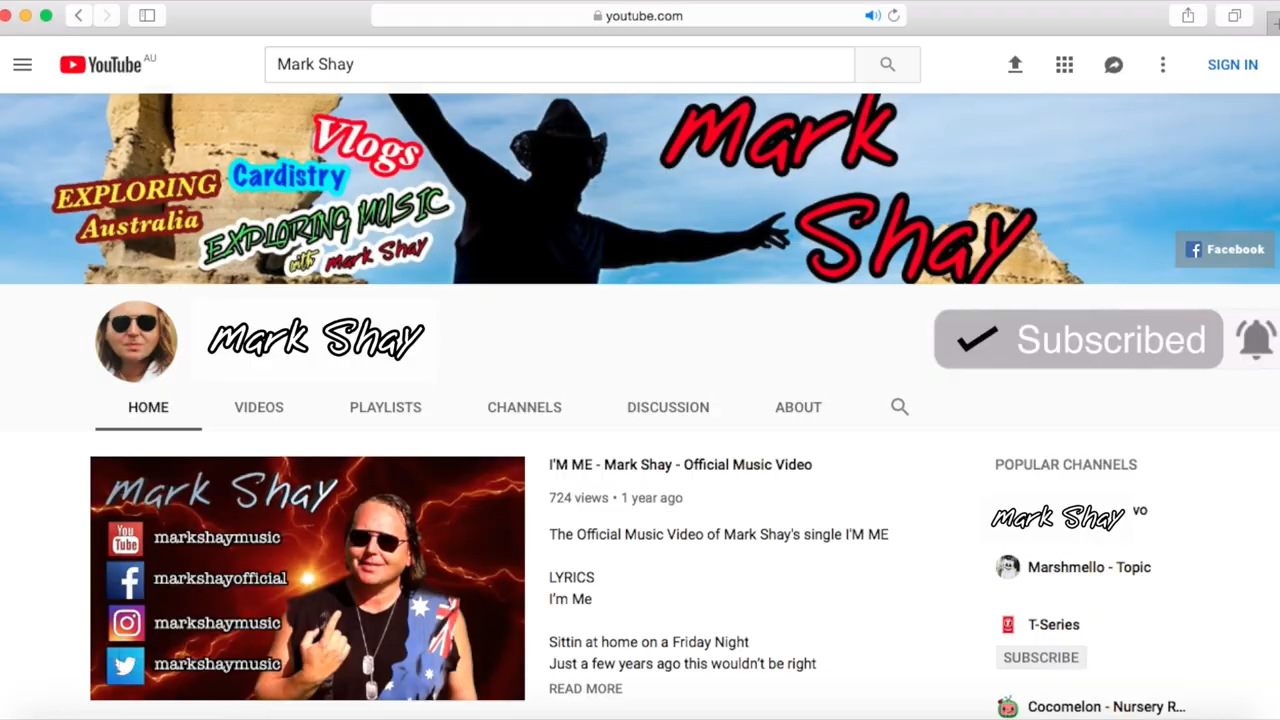 youtube.com
YouTube AU
Mark Shay
SIGN IN
Vlogs
Cardistry
EXPLORING
Australia
EXPLORING MUSIC
with Mark Shay
Mark
Shay
Facebook
Mark Shay
Subscribed
HOME VIDEOS PLAYLISTS CHANNELS DISCUSSION ABOUT
Mark Shay
You
Tube
markshaymusic
markshayofficial
markshaymusic
markshaymusic
I'M ME - Mark Shay - Official Music Video
724 views • 1 year ago
The Official Music Video of Mark Shay's single I'M ME
LYRICS
I'm Me
Sittin at home on a Friday Night
Just a few years ago this wouldn't be right
READ MORE
POPULAR CHANNELS
Mark Shay vo
Marshmello - Topic
T-Series
SUBSCRIBE
Cocomelon - Nursery R...